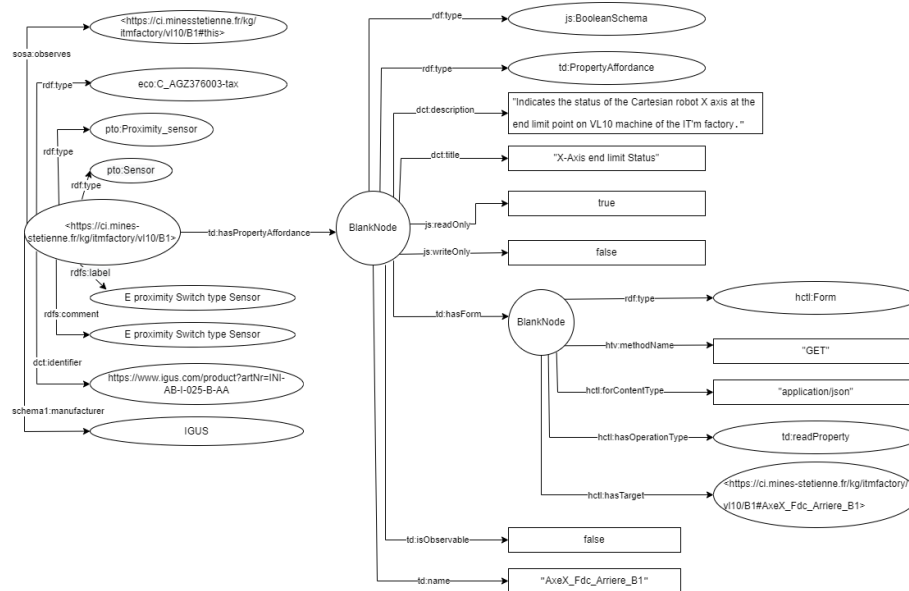 <https://ci.minesstetienne.fr/kg/
itmfactory/vl10/B1#this>
sosa:observes
rdf:type
eco:C_AGZ376003-tax
rdf:type
pto:Proximity_sensor
rdf:type
pto:Sensor
<https://ci.mines-
stetienne.fr/kg/itmfactory/vl10/B1>
rdfs:label
E proximity Switch type Sensor
rdfs:comment
E proximity Switch type Sensor
dct:identifier
https://www.igus.com/product?artNr=INI-
AB-I-025-B-AA
schema1:manufacturer
IGUS
td:hasPropertyAffordance
BlankNode
rdf:type
js:BooleanSchema
rdf:type
td:PropertyAffordance
dct:description
"Indicates the status of the Cartesian robot X axis at the
end limit point on VL10 machine of the IT'm factory."
dct:title
"X-Axis end limit Status"
js:readOnly
true
js:writeOnly
false
td:hasForm
BlankNode
rdf:type
hctl:Form
htv:methodName
"GET"
hctl:forContentType
"application/json"
hctl:hasOperationType
td:readProperty
hctl:hasTarget
<https://ci.mines-stetienne.fr/kg/itmfactory/
vl10/B1#AxeX_Fdc_Arriere_B1>
td:isObservable
false
td:name
"AxeX_Fdc_Arriere_B1"